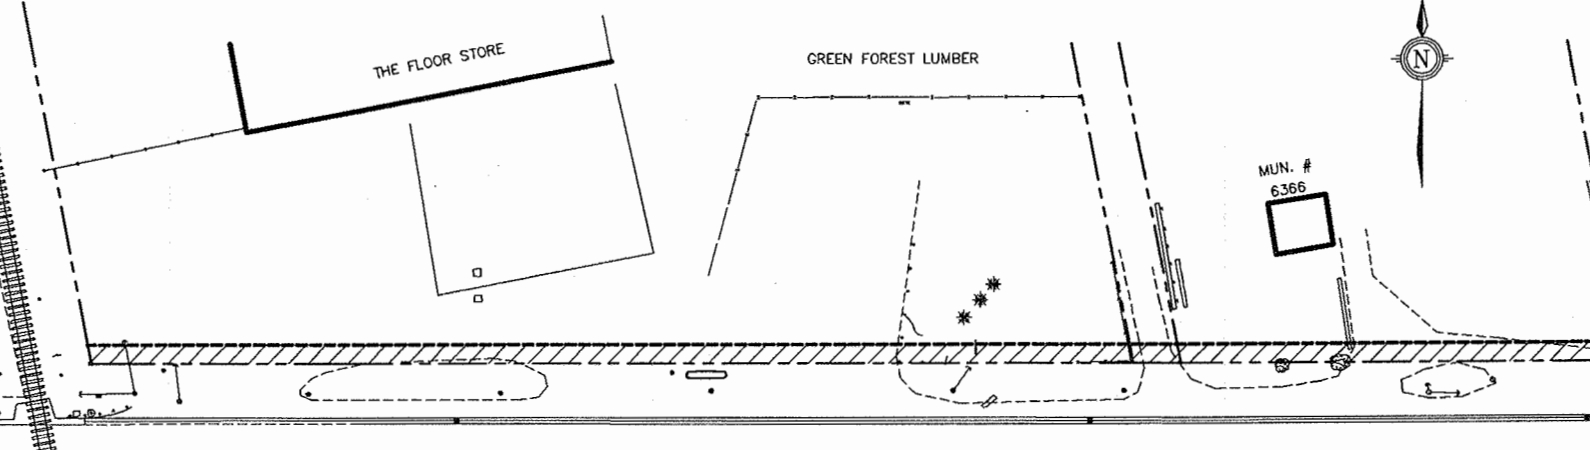 THE FLOOR STORE
GREEN FOREST LUMBER
N
MUN. #
6366